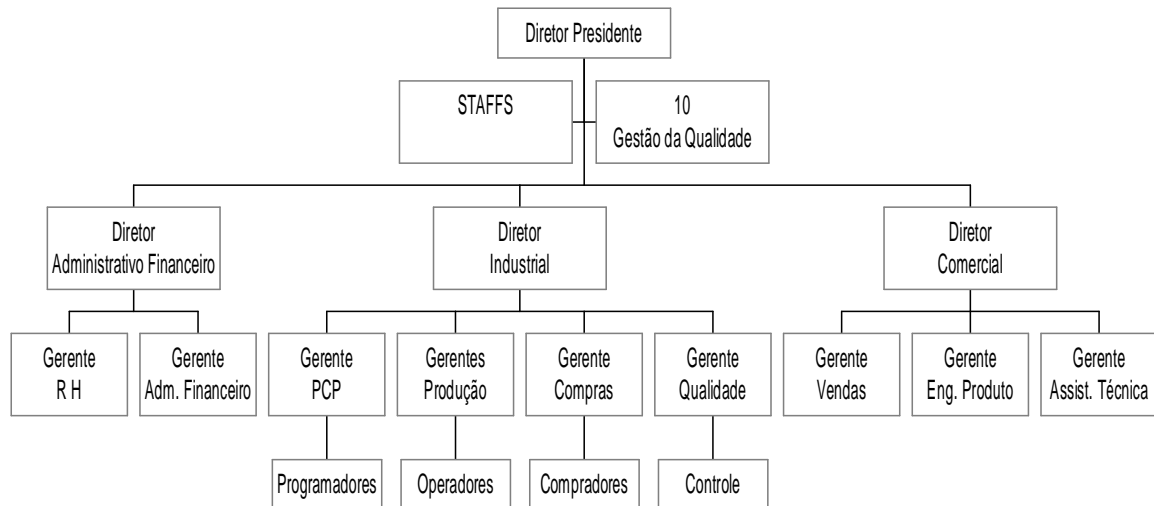 Diretor Presidente
STAFFS
10
Gestão da Qualidade
Diretor
Administrativo Financeiro
Diretor
Industrial
Diretor
Comercial
Gerente
R H
Gerente
Adm. Financeiro
Gerente
PCP
Gerentes
Produção
Gerente
Compras
Gerente
Qualidade
Gerente
Vendas
Gerente
Eng. Produto
Gerente
Assist. Técnica
Programadores
Operadores
Compradores
Controle